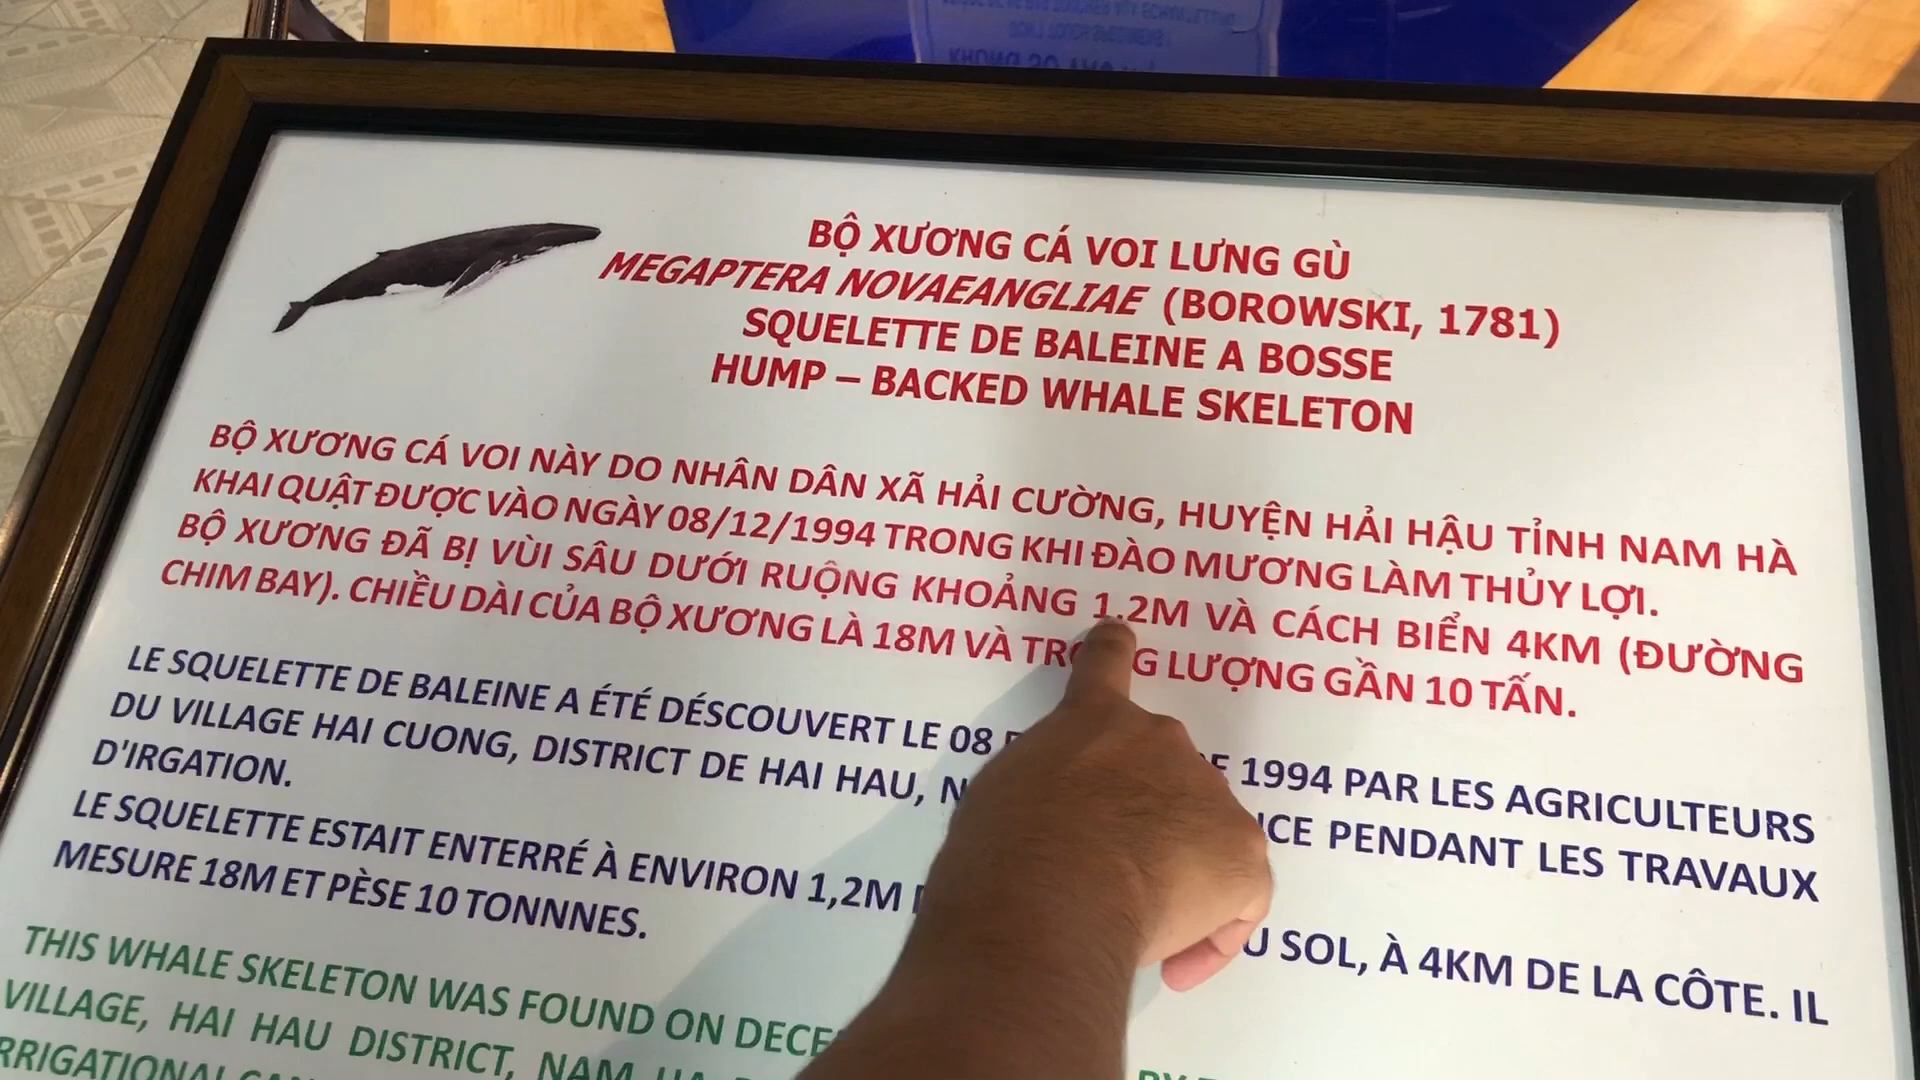 BỘ XƯƠNG CÁ VOI LƯNG GÙ
MEGAPTERA NOVAEANGLIAE (BOROWSKI, 1781)
SQUELETTE DE BALEINE A BOSSE
HUMP – BACKED WHALE SKELETON
BỘ XƯƠNG CÁ VOI NÀY DO NHÂN DÂN XÃ HẢI CƯỜNG, HUYỆN HẢI HẬU TỈNH NAM HÀ
KHAI QUẬT ĐƯỢC VÀO NGÀY 08/12/1994 TRONG KHI ĐÀO MƯƠNG LÀM THỦY LỢI.
BỘ XƯƠNG ĐÃ BỊ VÙI SÂU DƯỚI RUỘNG KHOẢNG 1.2M VÀ CÁCH BIỂN 4KM (ĐƯỜNG
CHIM BAY). CHIỀU DÀI CỦA BỘ XƯƠNG LÀ 18M VÀ TRỌNG LƯỢNG GẦN 10 TẤN.
LE SQUELETTE DE BALEINE A ÉTÉ DÉSCOUVERT LE 08 1994 PAR LES AGRICULTEURS
DU VILLAGE HAI CUONG, DISTRICT DE HAI HAU, PENDANT LES TRAVAUX
D'IRGATION.
LE SQUELETTE ESTAIT ENTERRÉ À ENVIRON 1,2M SOL, À 4KM DE LA CÔTE. IL
MESURE 18M ET PÈSE 10 TONNNES.
THIS WHALE SKELETON WAS FOUND ON
VILLAGE, HAI HAU DISTRICT, NAM